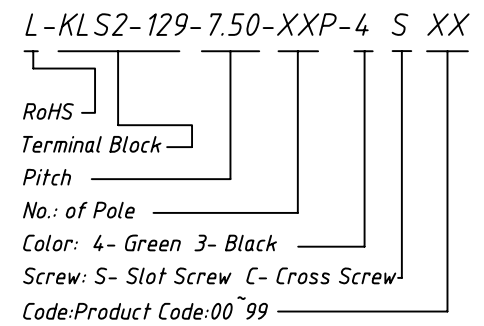 L-KLS2-129-7.50-XXP-4 S XX
RoHS
Terminal Block
Pitch
No.: of Pole
Color: 4- Green 3- Black
Screw: S- Slot Screw C- Cross Screw
Code:Product Code:00~99